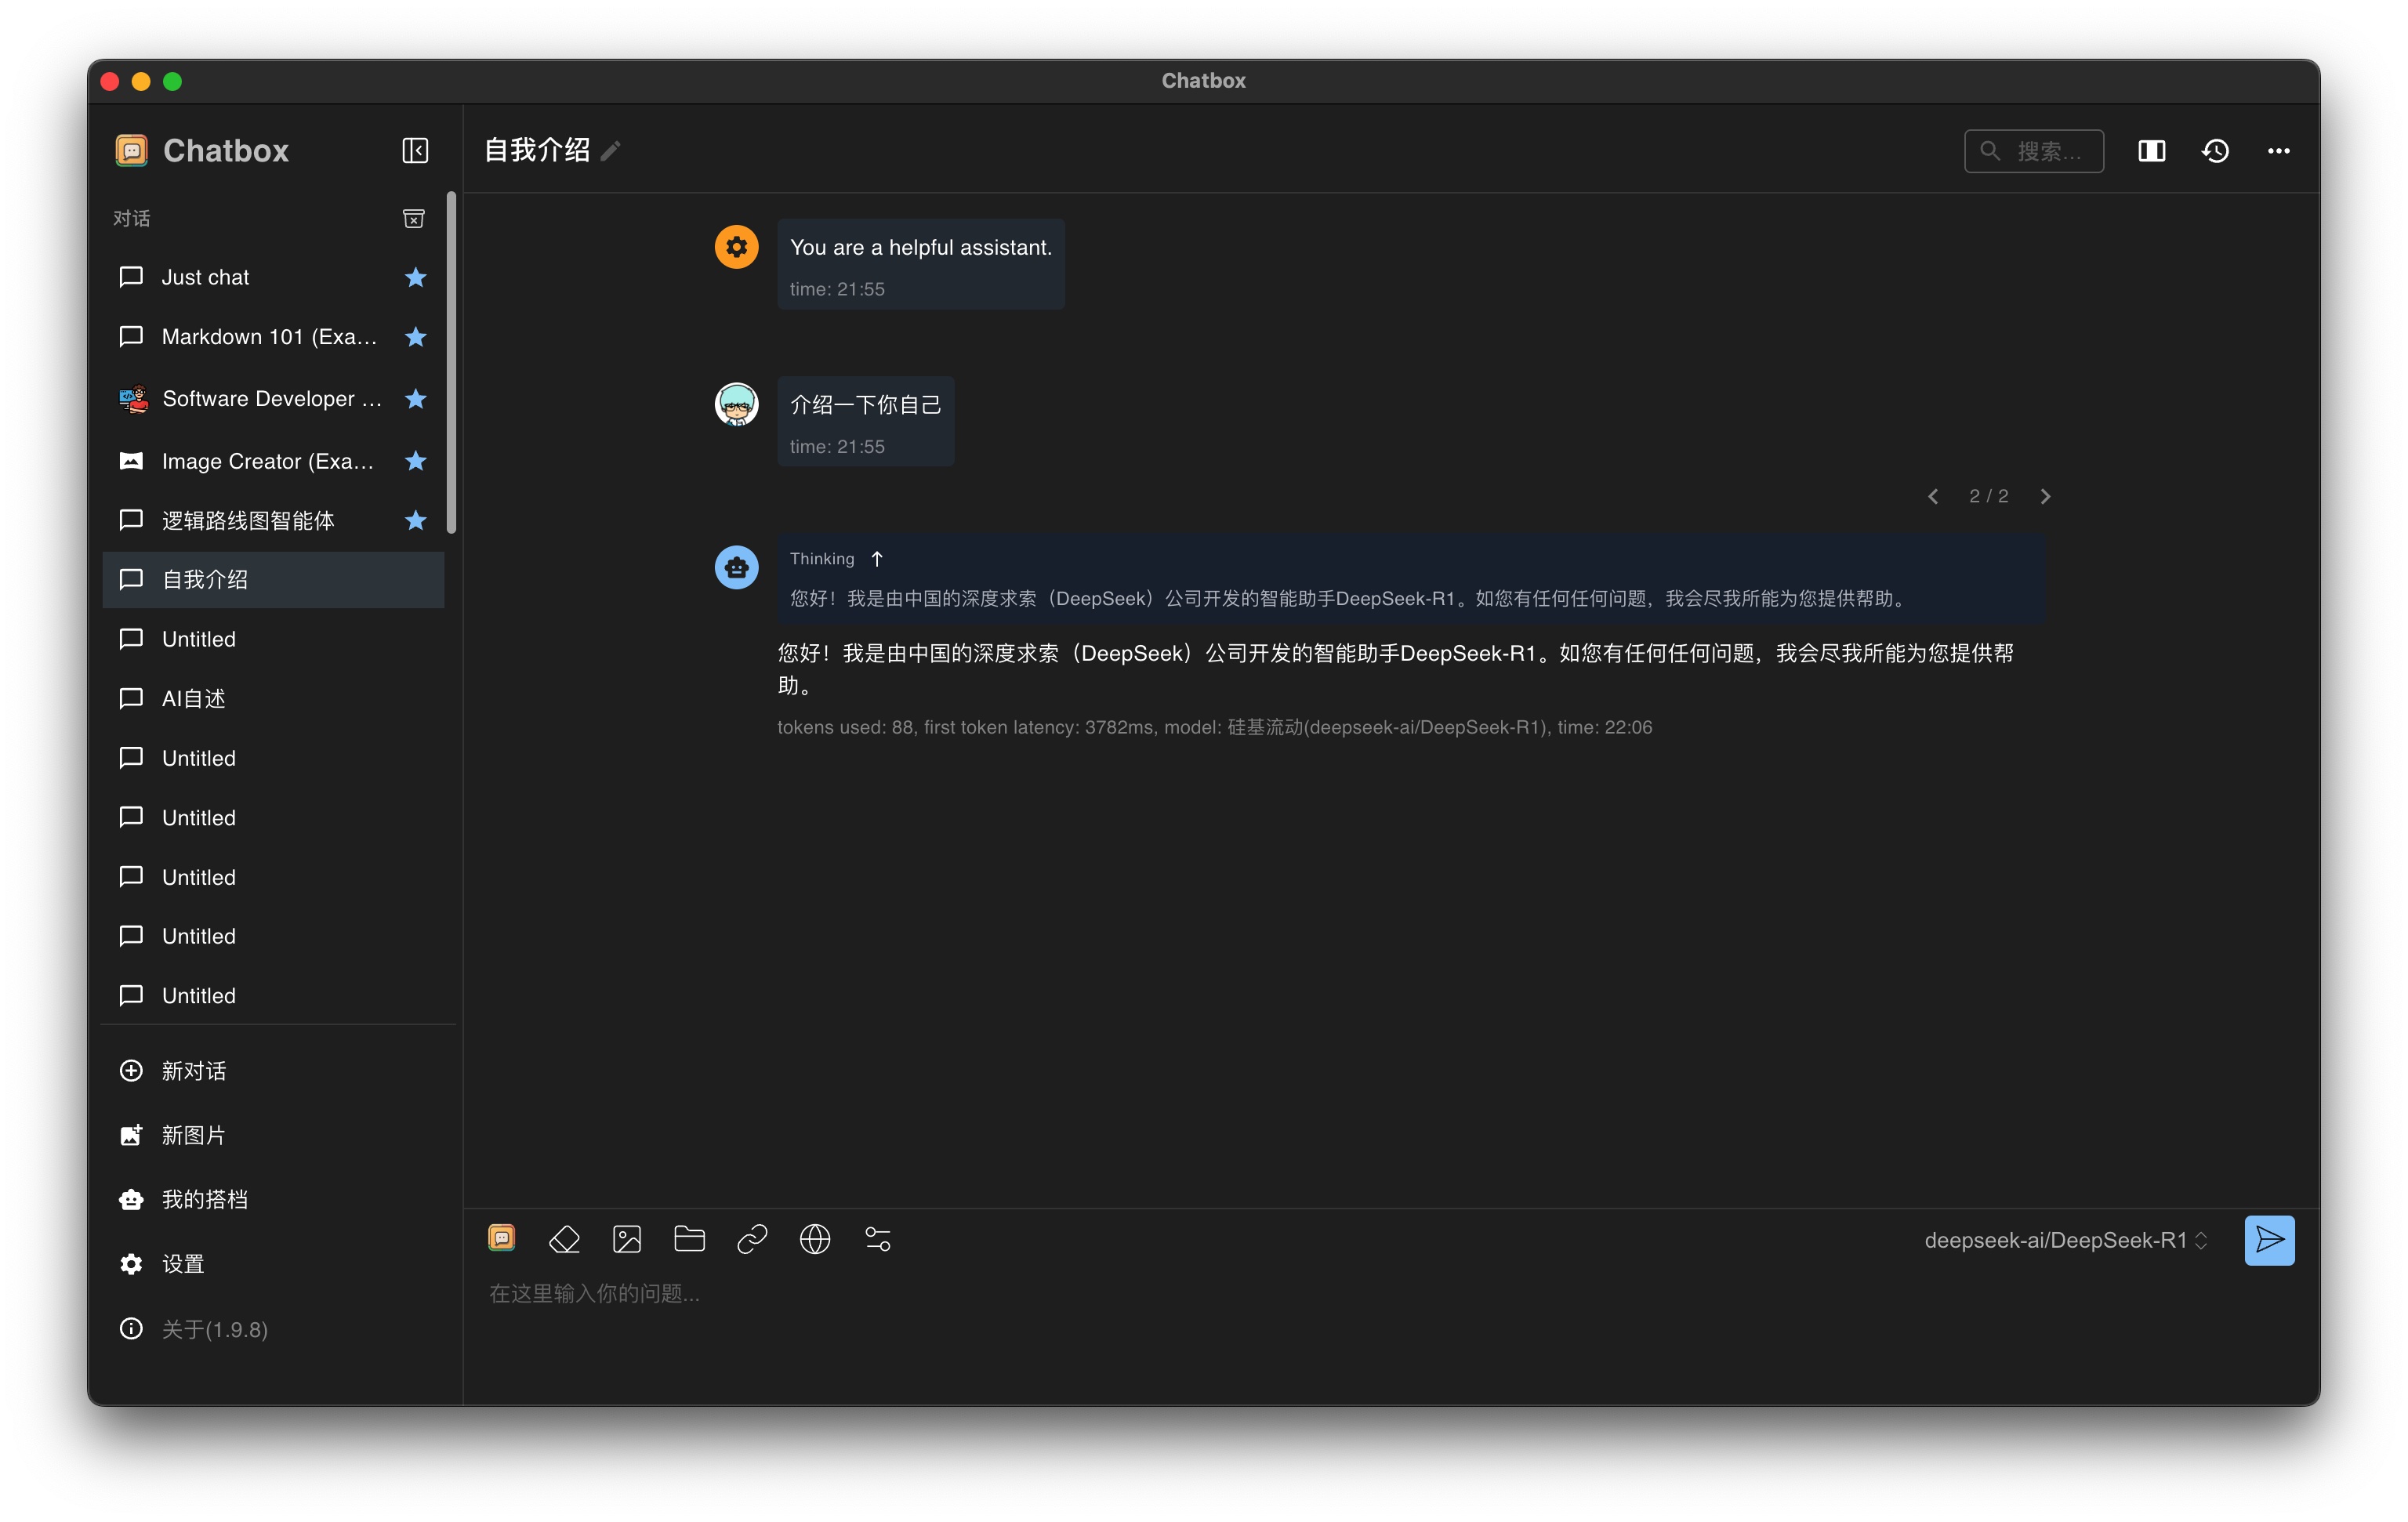 Chatbox
Chatbox
对话
Just chat
Markdown 101 (Exa...
Software Developer ...
Image Creator (Exa...
逻辑路线图智能体
自我介绍
Untitled
AI自述
Untitled
Untitled
Untitled
Untitled
Untitled
新对话
新图片
我的搭档
设置
关于(1.9.8)
自我介绍
搜索...
You are a helpful assistant.
time: 21:55
介绍一下你自己
time: 21:55
2 / 2
Thinking
您好！我是由中国的深度求索（DeepSeek）公司开发的智能助手DeepSeek-R1。如您有任何任何问题，我会尽我所能为您提供帮助。
您好！我是由中国的深度求索（DeepSeek）公司开发的智能助手DeepSeek-R1。如您有任何任何问题，我会尽我所能为您提供帮
助。
tokens used: 88, first token latency: 3782ms, model: 硅基流动(deepseek-ai/DeepSeek-R1), time: 22:06
deepseek-ai/DeepSeek-R1
在这里输入你的问题...